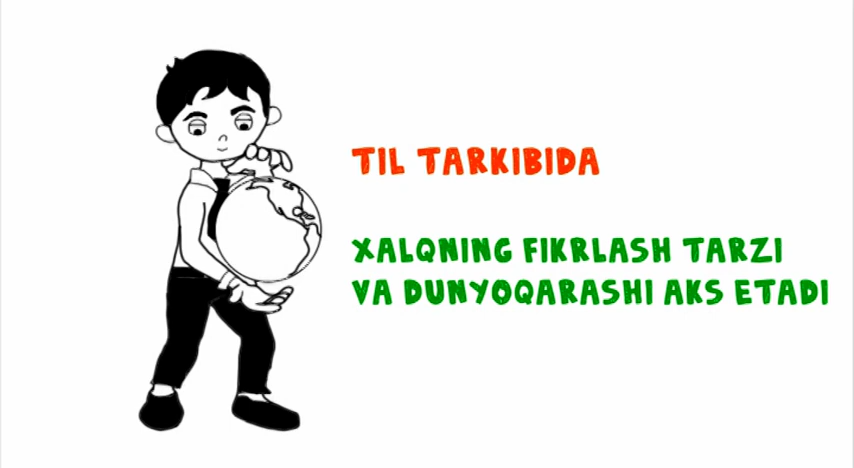 TIL TARKIBIDA
XALQNING FIKRLASH TARZI
VA DUNYOQARASHI AKS ETADI